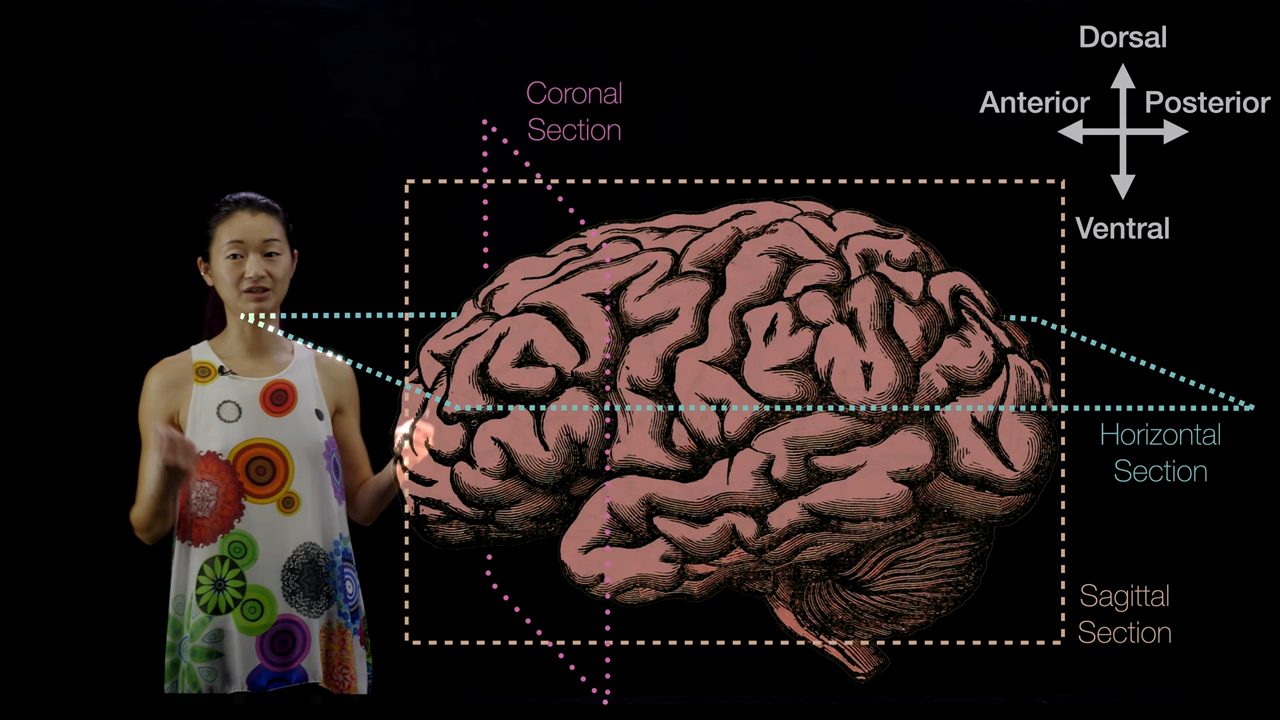 Dorsal
Anterior
Posterior
Ventral
Coronal
Section
Horizontal
Section
Sagittal
Section